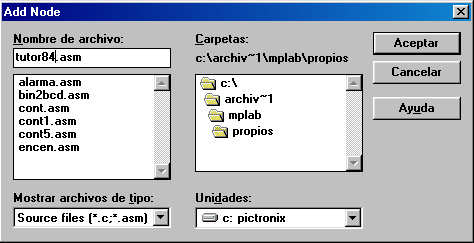 Add Node
Nombre de archivo:
tutor84.asm
alarma.asm
bin2bcd.asm
cont.asm
cont1.asm
cont5.asm
encen.asm
Mostrar archivos de tipo:
Source files (*.c;*.asm)
Carpetas:
c:\archiv~1\mplab\propios
c:\
archiv~1
mplab
propios
Unidades:
c: pictronix
Aceptar
Cancelar
Ayuda